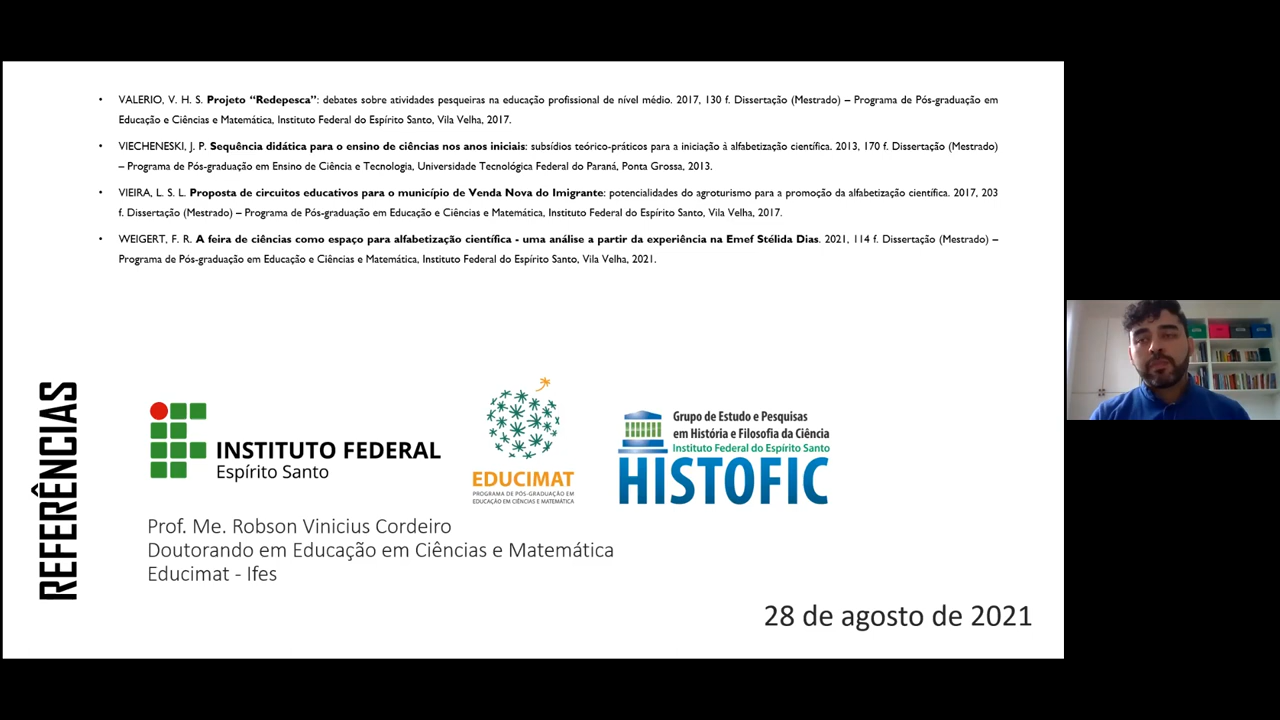 • VALERIO, V. H. S. Projeto “Redepesca”: debates sobre atividades pesqueiras na educação profissional de nível médio. 2017, 130 f. Dissertação (Mestrado) – Programa de Pós-graduação em
Educação e Ciências e Matemática, Instituto Federal do Espírito Santo, Vila Velha, 2017.
• VIECHENESKI, J. P. Sequência didática para o ensino de ciências nos anos iniciais: subsídios teórico-práticos para a iniciação à alfabetização científica. 2013, 170 f. Dissertação (Mestrado)
– Programa de Pós-graduação em Ensino de Ciência e Tecnologia, Universidade Tecnológica Federal do Paraná, Ponta Grossa, 2013.
• VIEIRA, L. S. L. Proposta de circuitos educativos para o município de Venda Nova do Imigrante: potencialidades do agroturismo para a promoção da alfabetização científica. 2017, 203
f. Dissertação (Mestrado) – Programa de Pós-graduação em Educação e Ciências e Matemática, Instituto Federal do Espírito Santo, Vila Velha, 2017.
• WEIGERT, F. R. A feira de ciências como espaço para alfabetização científica - uma análise a partir da experiência na Emef Stélida Dias. 2021, 114 f. Dissertação (Mestrado) –
Programa de Pós-graduação em Educação e Ciências e Matemática, Instituto Federal do Espírito Santo, Vila Velha, 2021.
REFERÊNCIAS
INSTITUTO FEDERAL
Espírito Santo
EDUCIMAT
PROGRAMA DE PÓS-GRADUAÇÃO EM
EDUCAÇÃO EM CIÊNCIAS E MATEMÁTICA
Grupo de Estudo e Pesquisas
em História e Filosofia da Ciência
Instituto Federal do Espírito Santo
HISTOFIC
Prof. Me. Robson Vinicius Cordeiro
Doutorando em Educação em Ciências e Matemática
Educimat - Ifes
28 de agosto de 2021